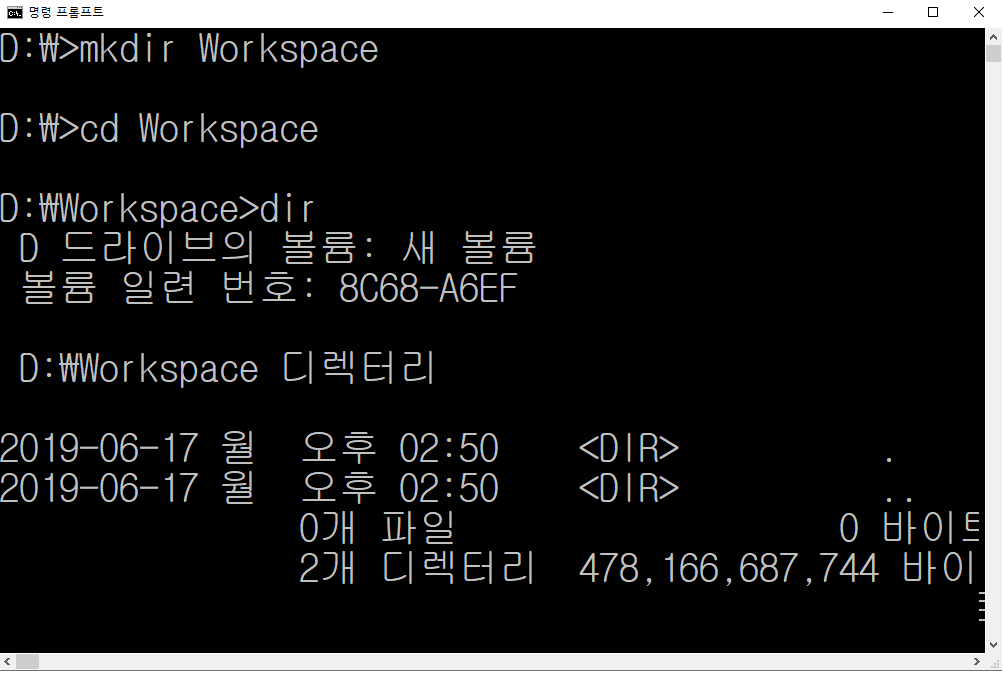 명령 프롬프트
D:₩>mkdir Workspace
D:₩>cd Workspace
D:₩Workspace>dir
D 드라이브의 볼륨: 새 볼륨
볼륨 일련 번호: 8C68-A6EF
D:₩Workspace 디렉터리
2019-06-17 월 오후 02:50 <DIR> .
2019-06-17 월 오후 02:50 <DIR> ..
0개 파일 0 바이트
2개 디렉터리 478,166,687,744 바이